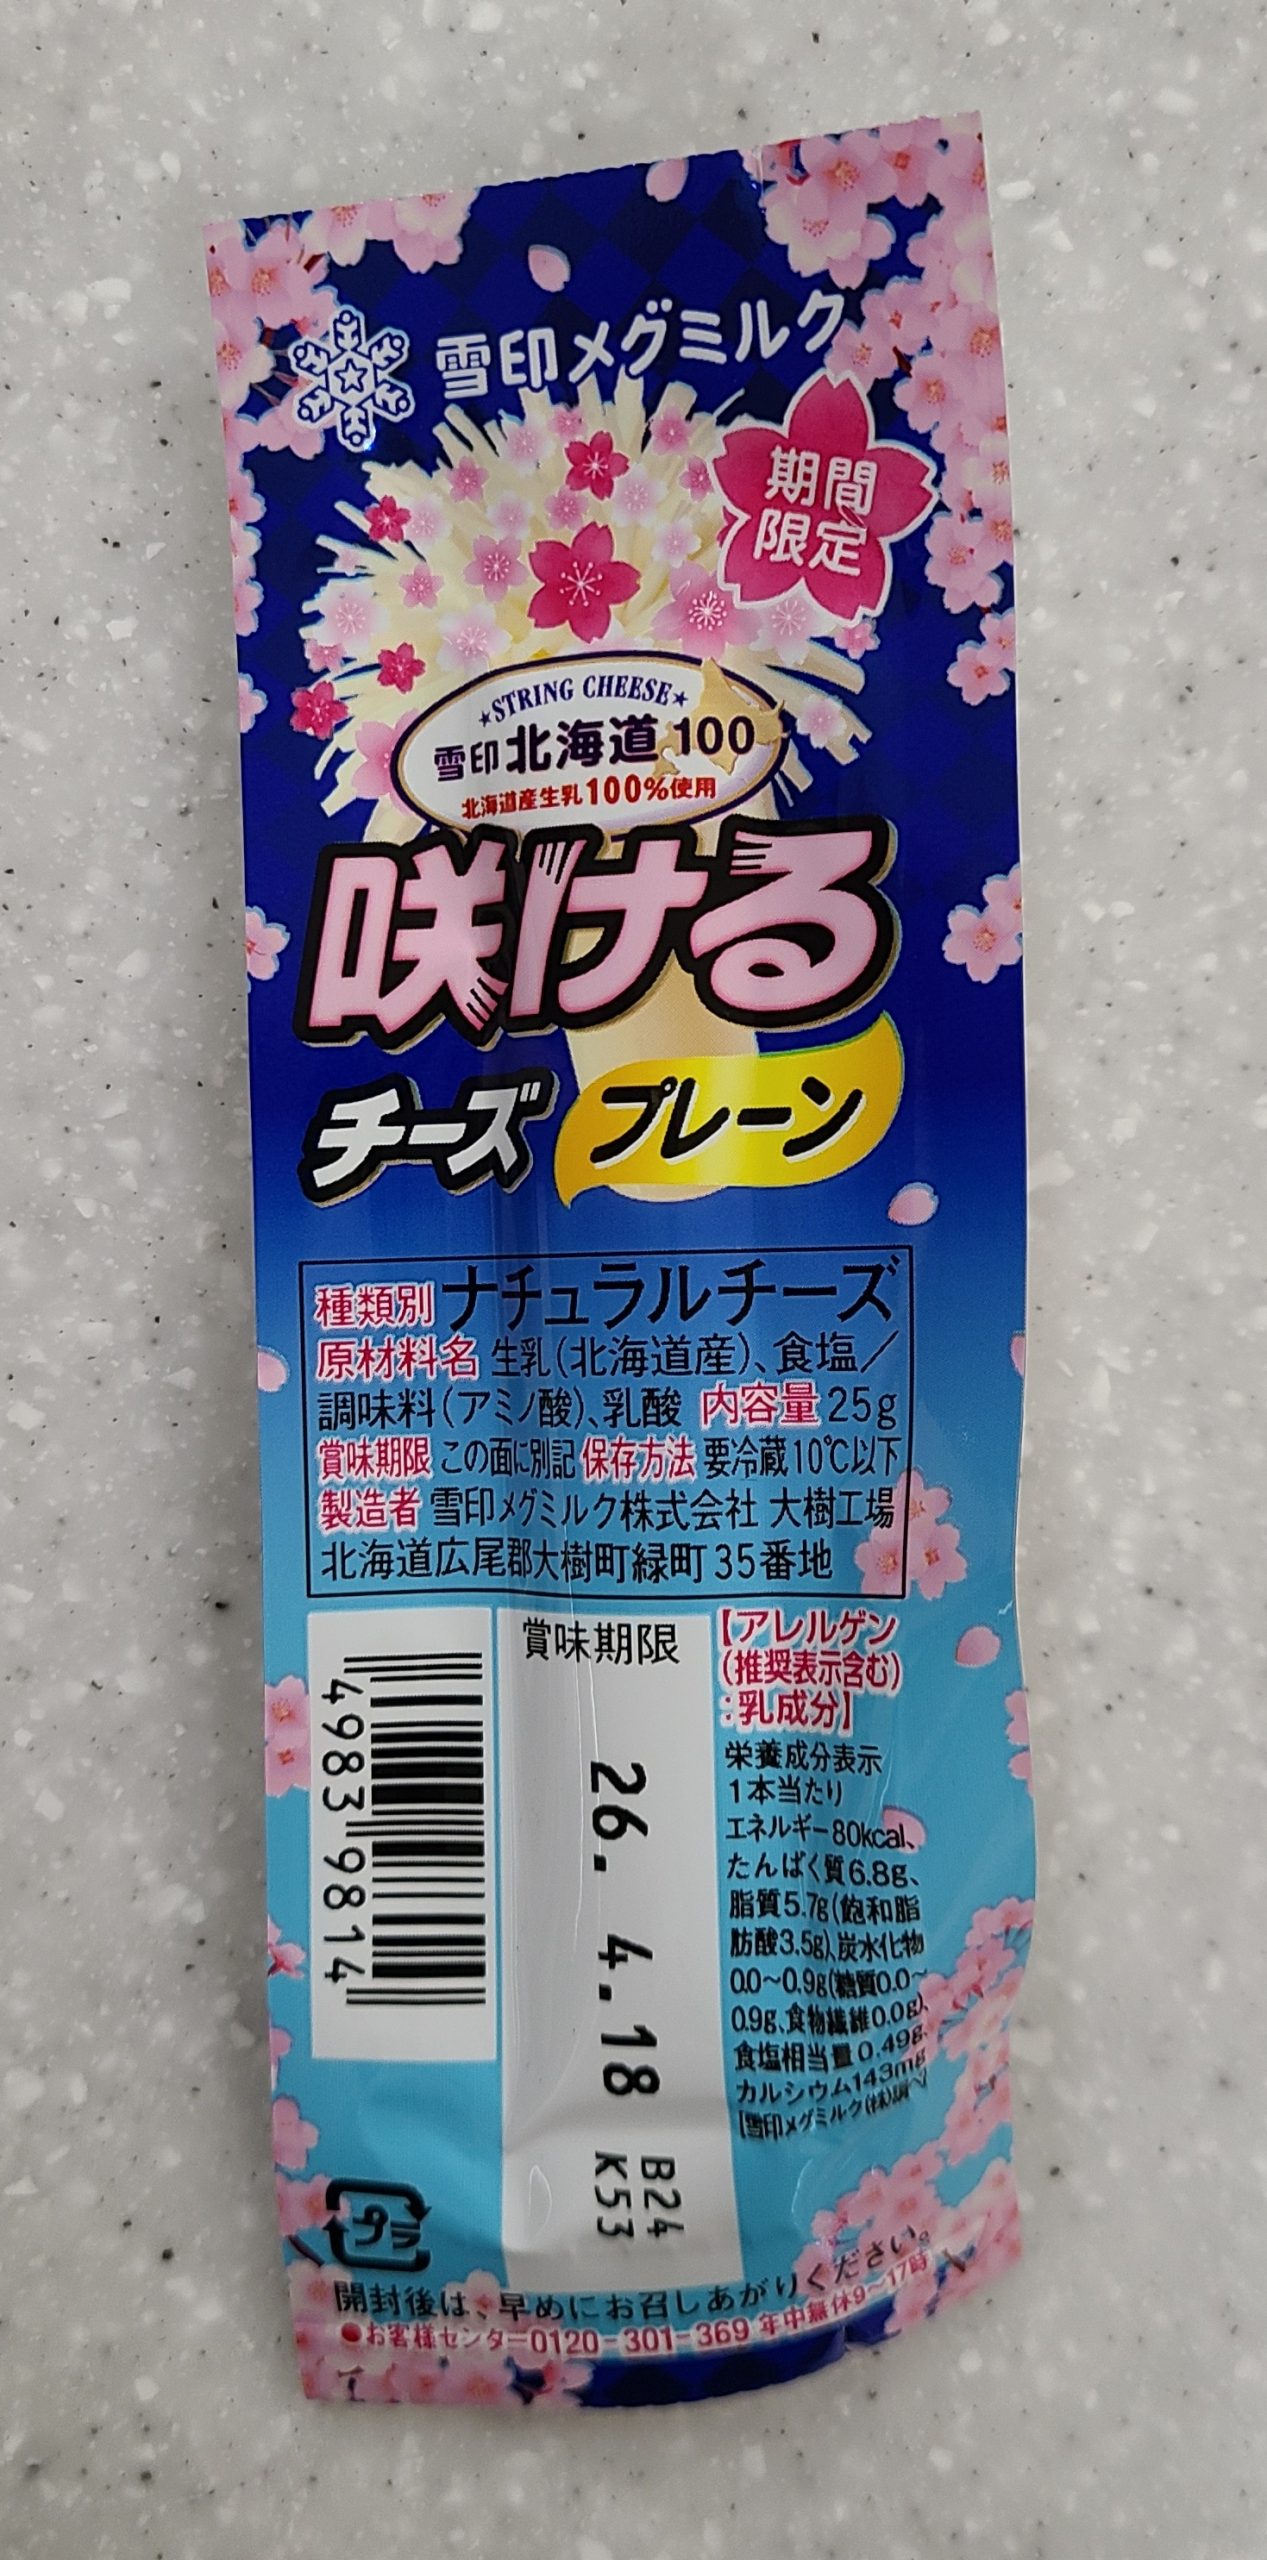 雪印メグミルク
期間
限定
★STRING CHEESE★
雪印北海道100
北海道産生乳100%使用
咲ける
チーズ プレーン
種類別 ナチュラルチーズ
原材料名 生乳(北海道産)、食塩/
調味料(アミノ酸)、乳酸 内容量 25g
賞味期限 この面に別記 保存方法 要冷蔵10℃以下
製造者 雪印メグミルク株式会社 大樹工場
北海道広尾郡大樹町緑町35番地
4983 9814
賞味期限
26. 4. 18
B24
K53
【アレルゲン
(推奨表示含む)
:乳成分】
栄養成分表示
1本当たり
エネルギー80kcal、
たんぱく質6.8g、
脂質5.7g(飽和脂
肪酸3.5g)、炭水化物
0.0~0.9g(糖質0.0~
0.9g、食物繊維0.0g)、
食塩相当量0.49g、
カルシウム143mg
[雪印メグミルク(株)調べ]
プラ
開封後は、早めにお召しあがりください。
●お客様センター0120-301-369 年中無休9~17時